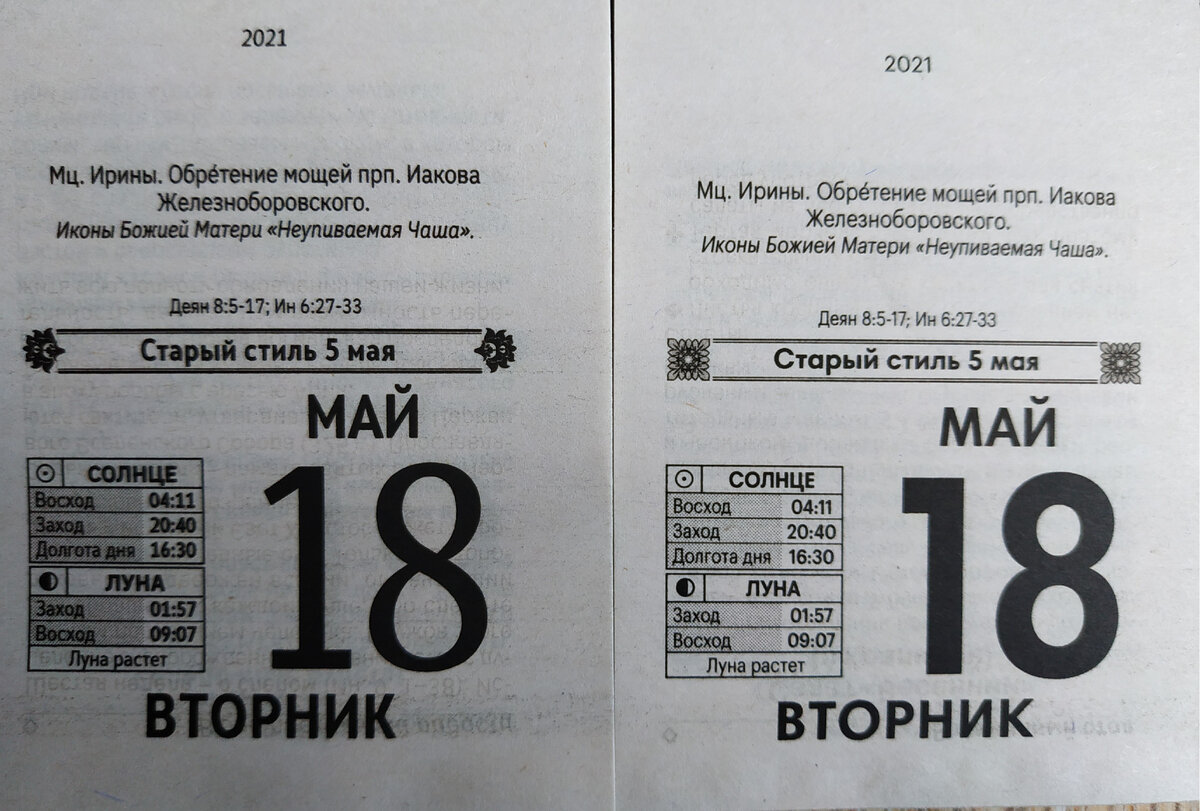 2021
Мц. Ирины. Обре́тение мощей прп. Иакова
Железноборовского.
Иконы Божией Матери «Неупиваемая Чаша».
Деян 8:5-17; Ин 6:27-33
Старый стиль 5 мая
МАЙ
18
СОЛНЦЕ
Восход 04:11
Заход 20:40
Долгота дня 16:30
ЛУНА
Заход 01:57
Восход 09:07
Луна растет
ВТОРНИК
2021
Мц. Ирины. Обре́тение мощей прп. Иакова
Железноборовского.
Иконы Божией Матери «Неупиваемая Чаша».
Деян 8:5-17; Ин 6:27-33
Старый стиль 5 мая
МАЙ
18
СОЛНЦЕ
Восход 04:11
Заход 20:40
Долгота дня 16:30
ЛУНА
Заход 01:57
Восход 09:07
Луна растет
ВТОРНИК